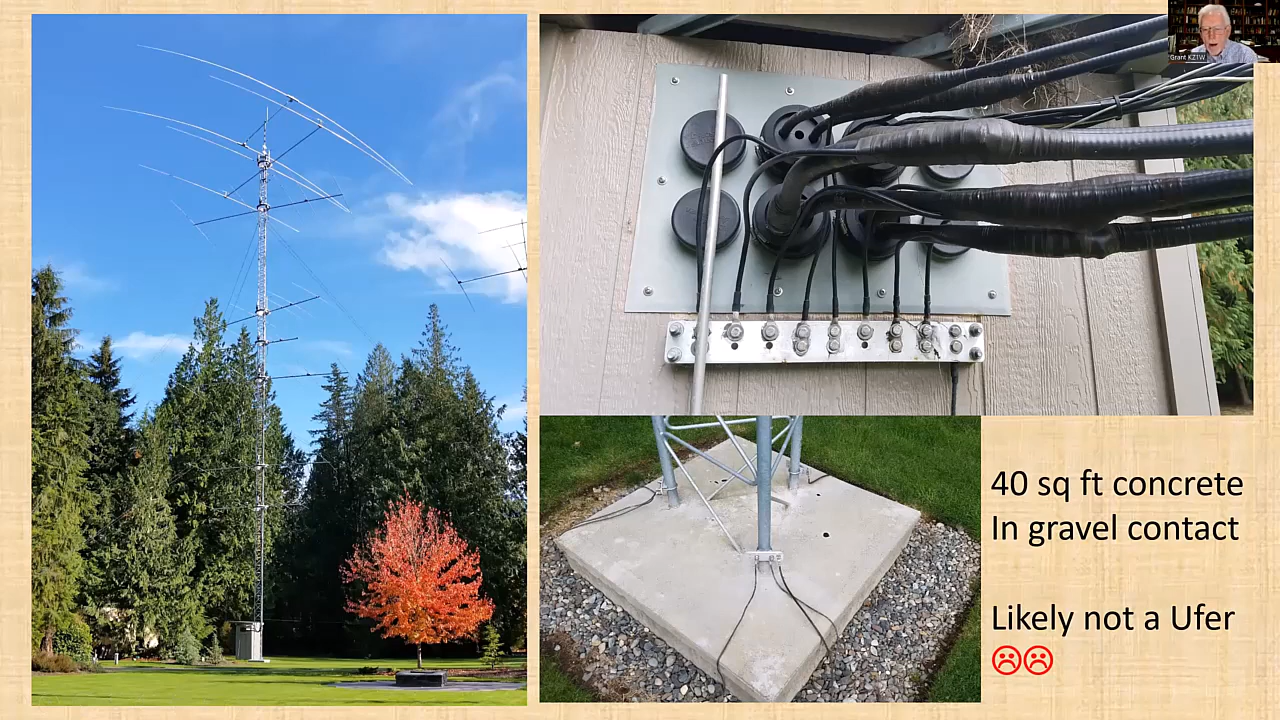 Grant KZ1W
40 sq ft concrete
In gravel contact
Likely not a Ufer
☹☹